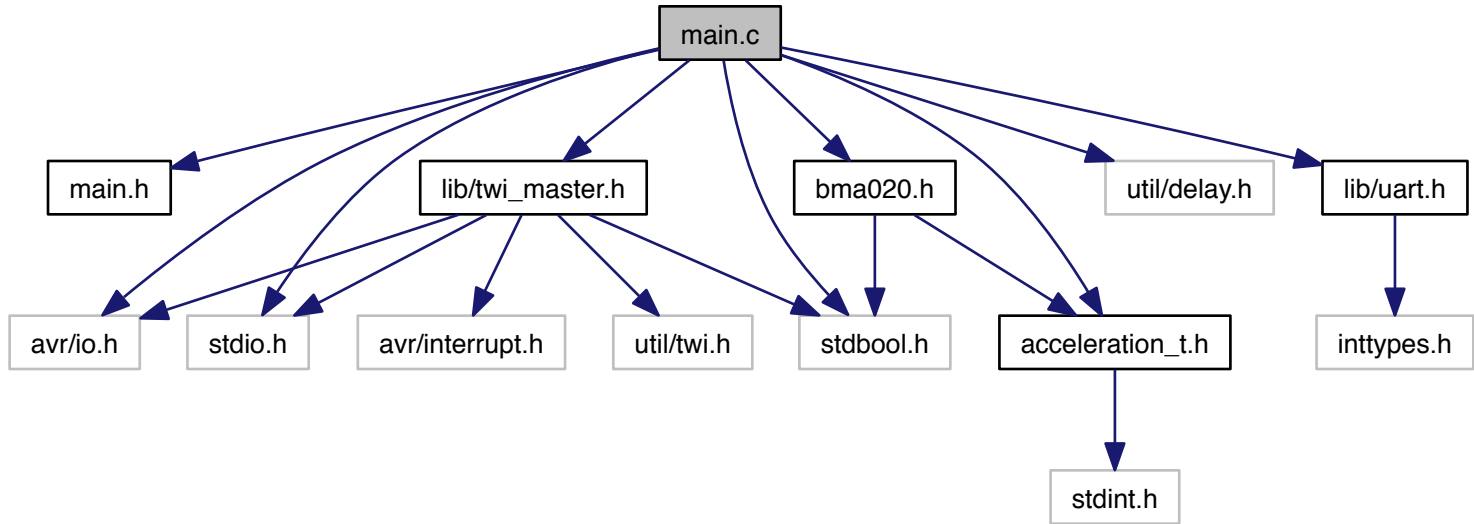 main.c
main.h
lib/twi_master.h
bma020.h
util/delay.h
lib/uart.h
avr/io.h
stdio.h
avr/interrupt.h
util/twi.h
stdbool.h
acceleration_t.h
inttypes.h
stdint.h